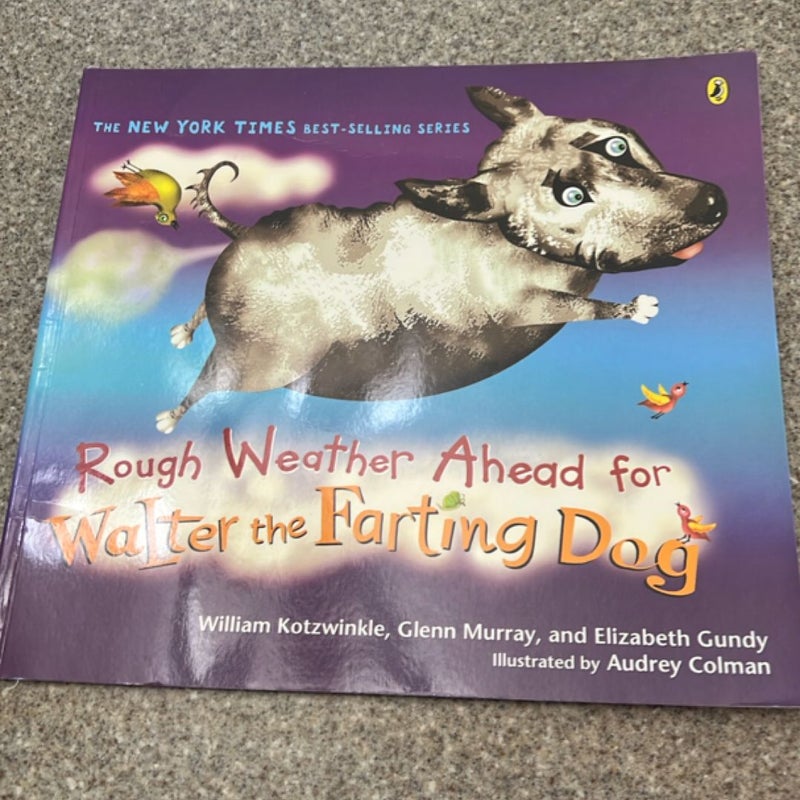 THE NEW YORK TIMES BEST-SELLING SERIES
Rough Weather Ahead for
Walter the Farting Dog
William Kotzwinkle, Glenn Murray, and Elizabeth Gundy
Illustrated by Audrey Colman